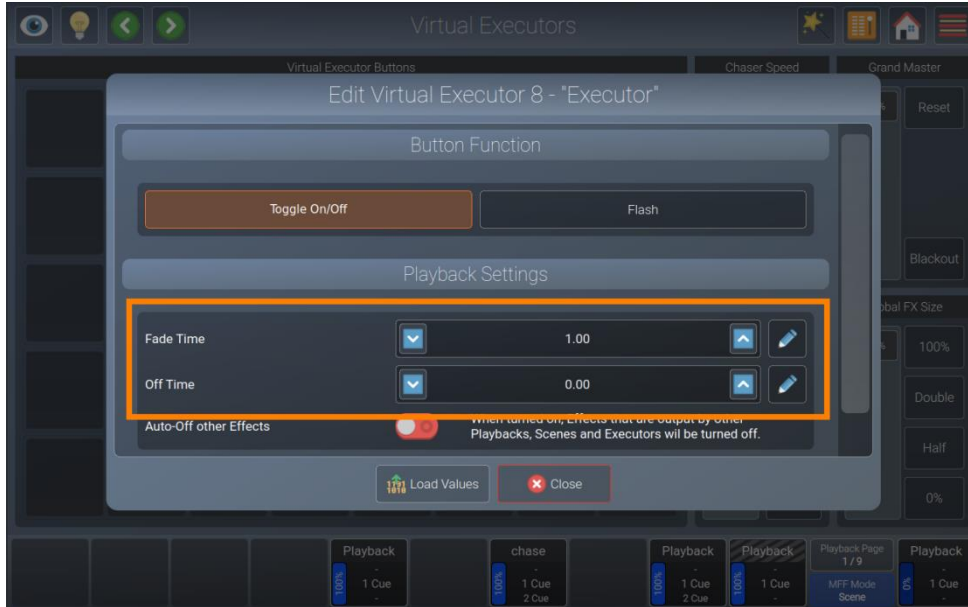 Virtual Executors
Virtual Executor Buttons
Chaser Speed
Grand Master
Edit Virtual Executor 8 - "Executor"
Reset
Button Function
Toggle On/Off
Flash
Blackout
Playback Settings
FX Size
Fade Time
1.00
100%
Off Time
0.00
Double
Auto-Off other Effects
When turned on, Effects that are output by other
Playbacks, Scenes and Executors wil be turned off.
Half
Load Values
Close
0%
Playback
-
100%
1 Cue
-
chase
-
100%
1 Cue
2 Cue
Playback
-
100%
1 Cue
2 Cue
Playback
-
100%
1 Cue
-
Playback Page
1 / 9
MFF Mode
Scene
Playback
-
0%
1 Cue
-